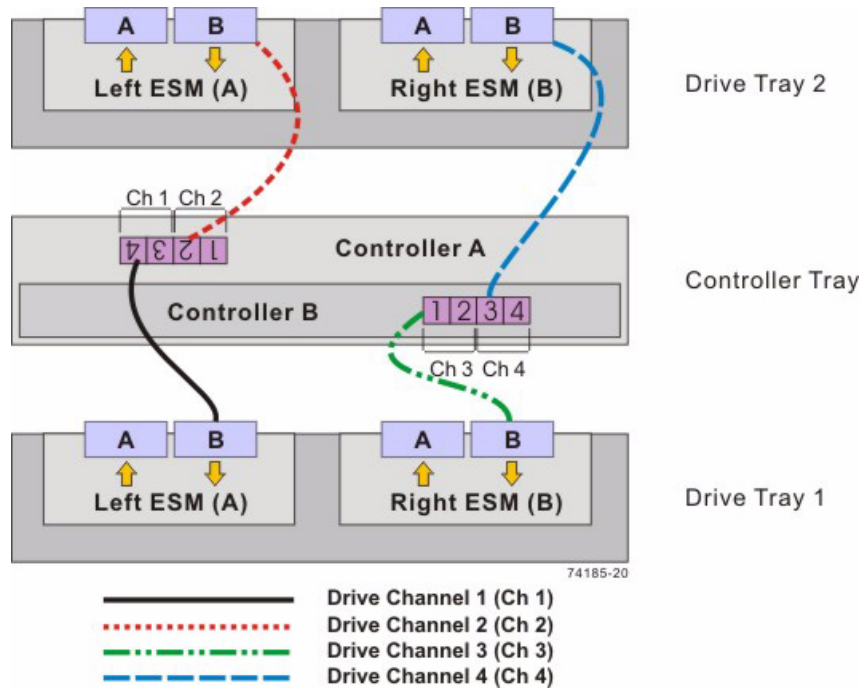 A B A B
Left ESM (A) Right ESM (B) Drive Tray 2
Ch 1 Ch 2
4 3 2 1 Controller A
Controller Tray
Controller B 1 2 3 4
Ch 3 Ch 4
A B A B
Left ESM (A) Right ESM (B) Drive Tray 1
74185-20
Drive Channel 1 (Ch 1)
Drive Channel 2 (Ch 2)
Drive Channel 3 (Ch 3)
Drive Channel 4 (Ch 4)